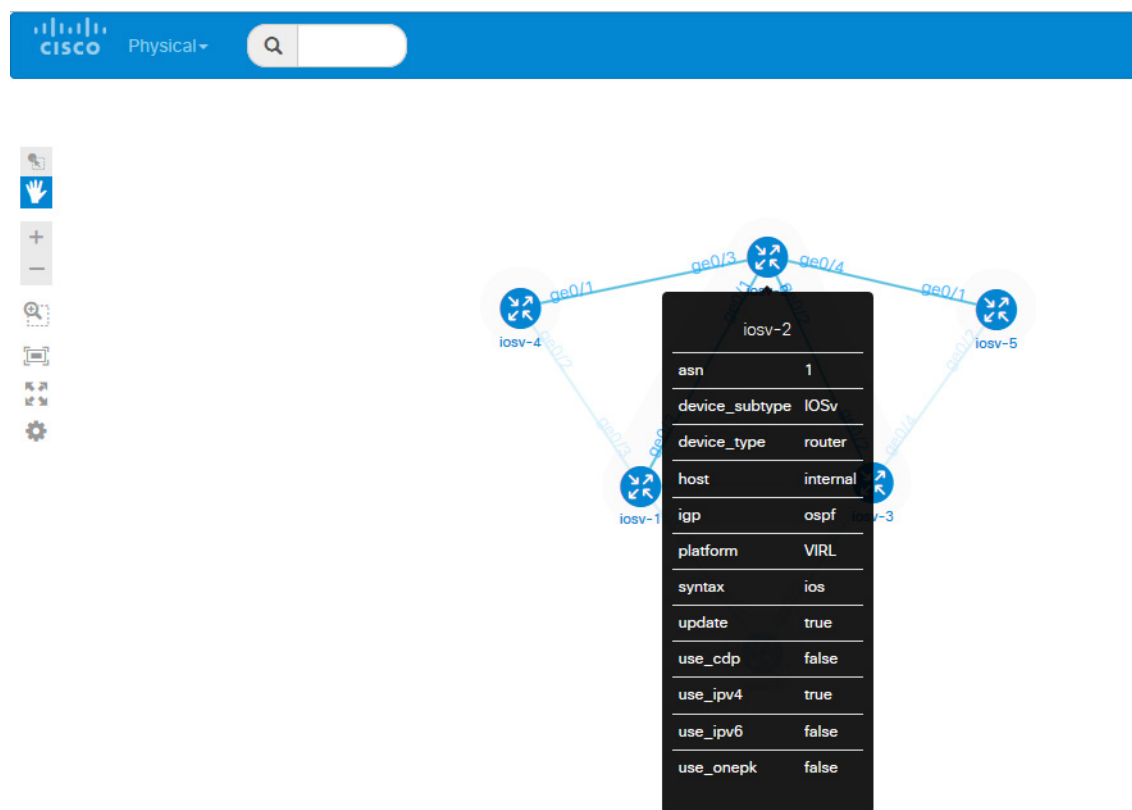 CISCO Physical
ge0/3 ge0/4
ge0/1 ge0/1
iosv-4 iosv-5
ge0/2
iosv-2
asn 1
device_subtype IOSv
device_type router
host internal
igp ospf
platform VIRL
syntax ios
update true
use_cdp false
use_ipv4 true
use_ipv6 false
use_onepk false
ge0/3 ge0/4
iosv-1